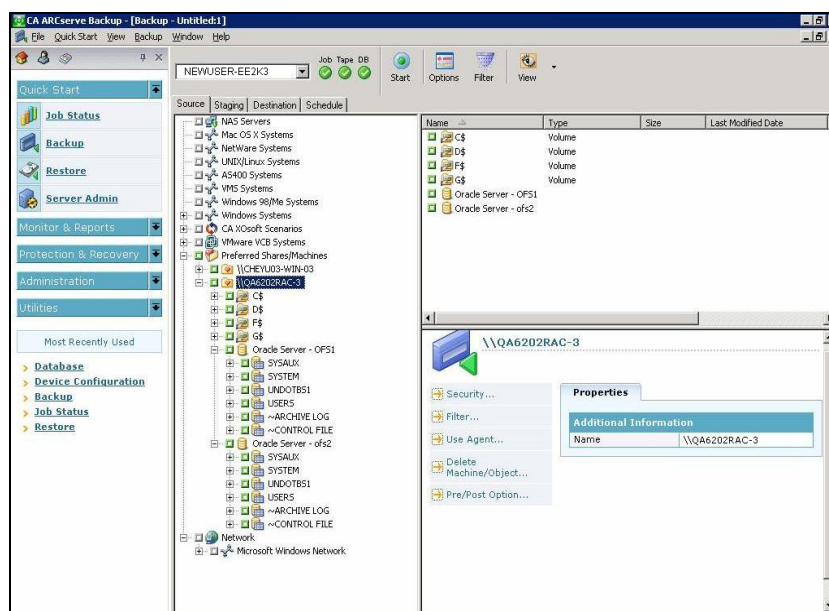 CA ARCserve Backup - [Backup - Untitled:1]
File Quick Start View Backup Window Help
Quick Start
Job Status
Backup
Restore
Server Admin
Monitor & Reports
Protection & Recovery
Administration
Utilities
Most Recently Used
Database
Device Configuration
Backup
Job Status
Restore
NEWUSER-EE2K3
Job Tape DB
Start
Options
Filter
View
Source Staging Destination Schedule
NAS Servers
Mac OS X Systems
NetWare Systems
UNIX/Linux Systems
AS400 Systems
VMS Systems
Windows 98/Me Systems
Windows Systems
CA XOsoft Scenarios
VMware VCB Systems
Preferred Shares/Machines
\\CHEYU03-WIN-03
\\QA6202RAC-3
C$
D$
F$
G$
Oracle Server - OFS1
SYSAUX
SYSTEM
UNDOTBS1
USERS
~ARCHIVE LOG
~CONTROL FILE
Oracle Server - ofs2
SYSAUX
SYSTEM
UNDOTBS1
USERS
~ARCHIVE LOG
~CONTROL FILE
Network
Microsoft Windows Network
Name Type Size Last Modified Date
C$ Volume
D$ Volume
F$ Volume
G$ Volume
Oracle Server - OFS1
Oracle Server - ofs2
\\QA6202RAC-3
Security...
Filter...
Use Agent...
Delete
Machine/Object...
Pre/Post Option...
Properties
Additional Information
Name \\QA6202RAC-3